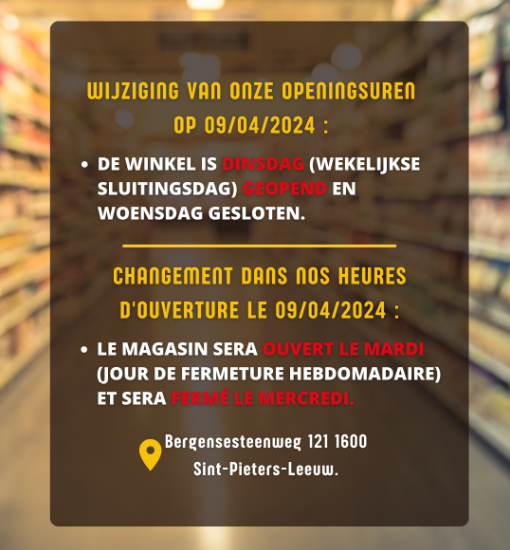 WIJZIGING VAN ONZE OPENINGSUREN
OP 09/04/2024 :
• DE WINKEL IS DINSDAG (WEKELIJKSE
SLUITINGSDAG) GEOPEND EN
WOENSDAG GESLOTEN.
CHANGEMENT DANS NOS HEURES
D'OUVERTURE LE 09/04/2024 :
• LE MAGASIN SERA OUVERT LE MARDI
(JOUR DE FERMETURE HEBDOMADAIRE)
ET SERA FERMÉ LE MERCREDI.
Bergensesteenweg 121 1600
Sint-Pieters-Leeuw.